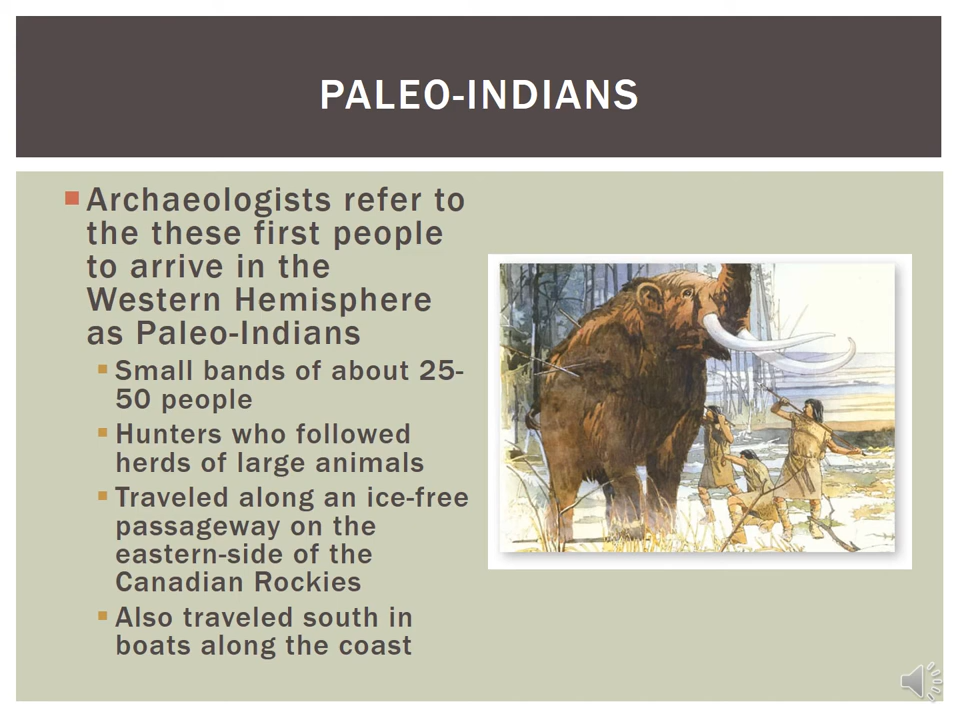 PALEO-INDIANS
Archaeologists refer to
the these first people
to arrive in the
Western Hemisphere
as Paleo-Indians
Small bands of about 25-
50 people
Hunters who followed
herds of large animals
Traveled along an ice-free
passageway on the
eastern-side of the
Canadian Rockies
Also traveled south in
boats along the coast